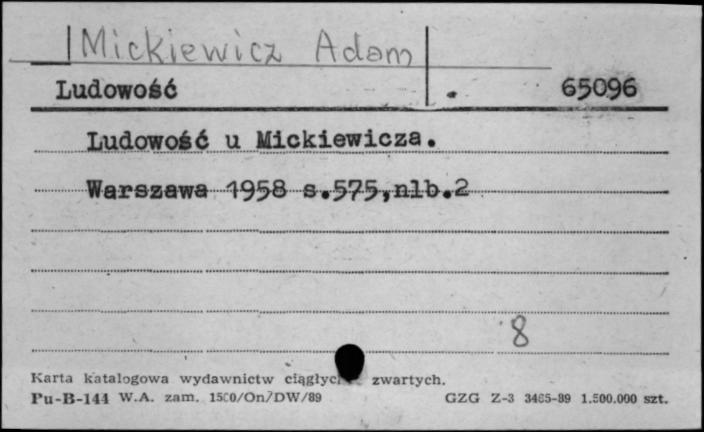 Mickiewicz Adam
Ludowość . 65096
Ludowość u Mickiewicza.
Warszawa 1958 s.575,nlb.2
8
Karta katalogowa wydawnictw zwartych.
Pu-B-144 W.A. zam. 1500/On/DW/89 GZG Z-3 3465-89 1.500.000 szt.